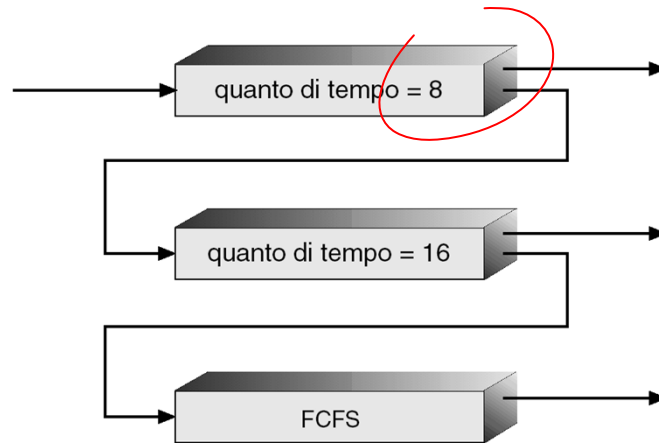 quanto di tempo = 8
quanto di tempo = 16
FCFS